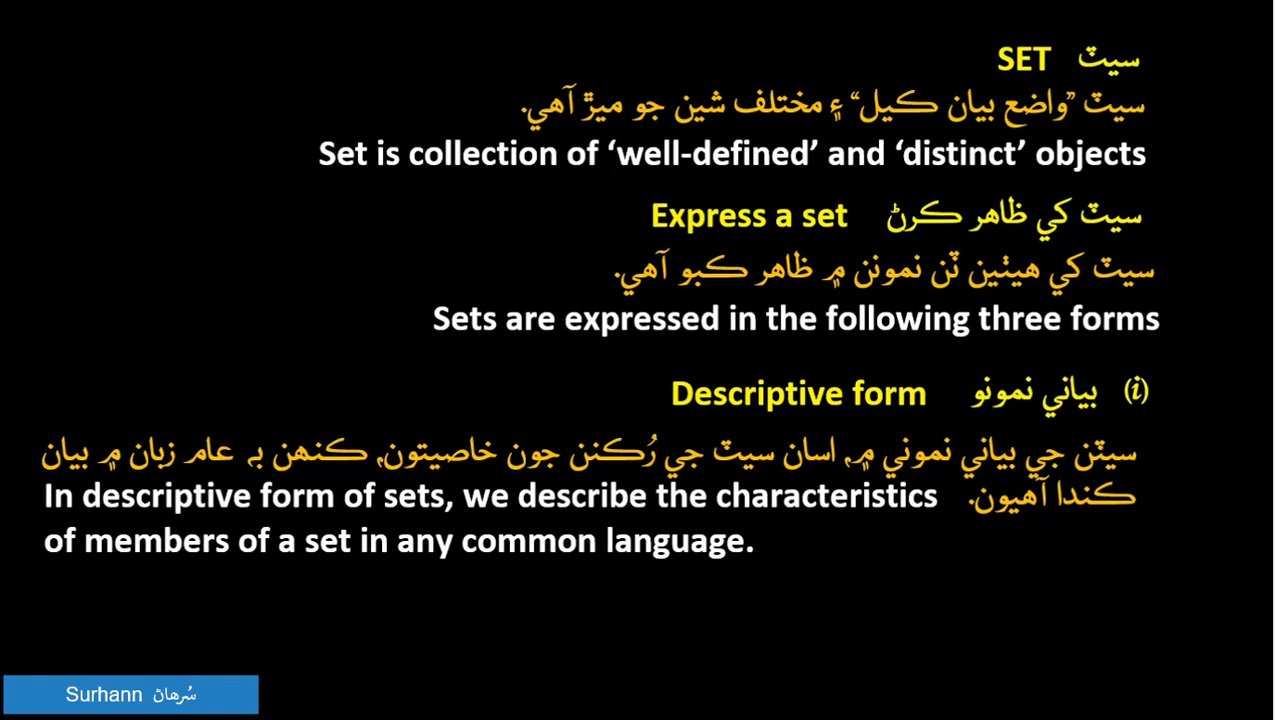 سيٽ SET
سيٽ ”واضع بيان ڪيل“ ۽ مختلف شين جو ميڙ آهي.
Set is collection of ‘well-defined’ and ‘distinct’ objects
سيٽ کي ظاهر ڪرڻ Express a set
سيٽ کي هيٺين ٽن نمونن ۾ ظاهر ڪبو آهي.
Sets are expressed in the following three forms
(i) بياني نمونو Descriptive form
سيٽن جي بياني نموني ۾، اسان سيٽ جي رُڪنن جون خاصيتون، ڪنهن بہ عام زبان ۾ بيان
ڪندا آهيون.
In descriptive form of sets, we describe the characteristics
of members of a set in any common language.
Surhann سُرهاڻ